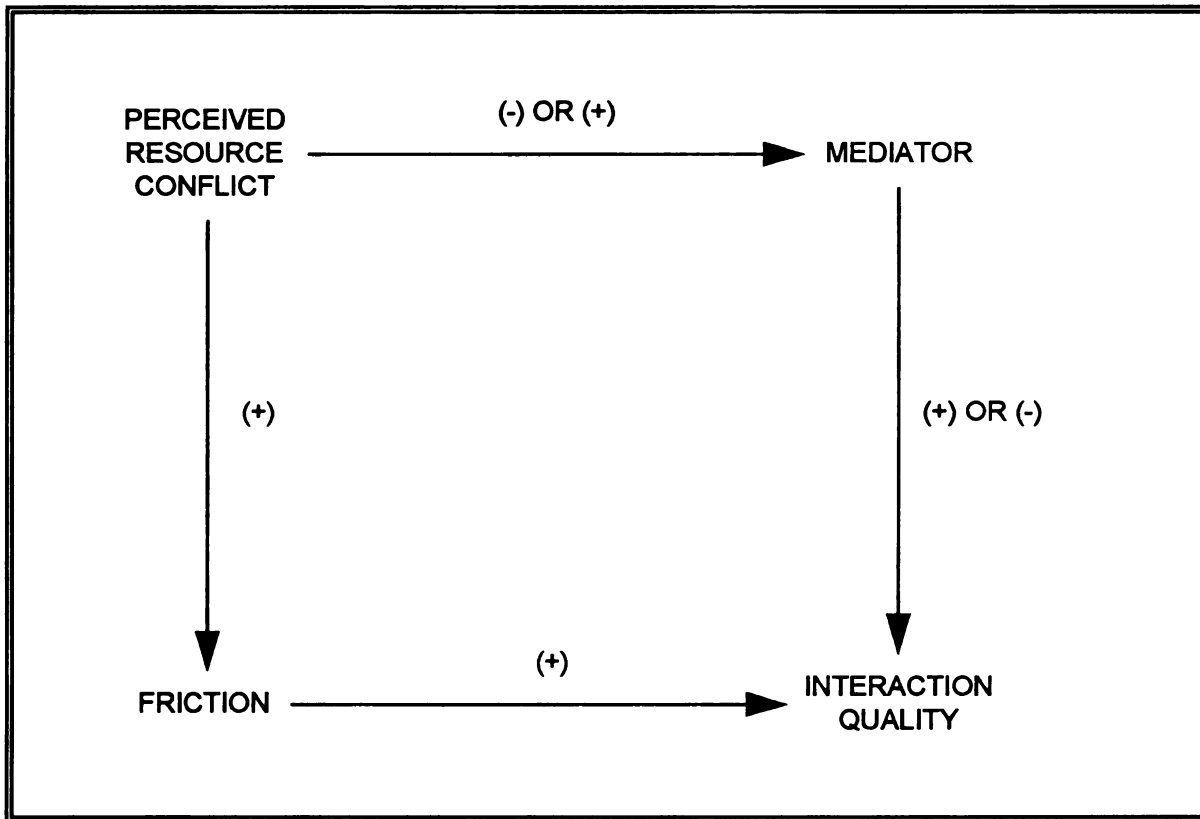 PERCEIVED
RESOURCE
CONFLICT
(-) OR (+)
MEDIATOR
(+)
(+) OR (-)
FRICTION
(+)
INTERACTION
QUALITY